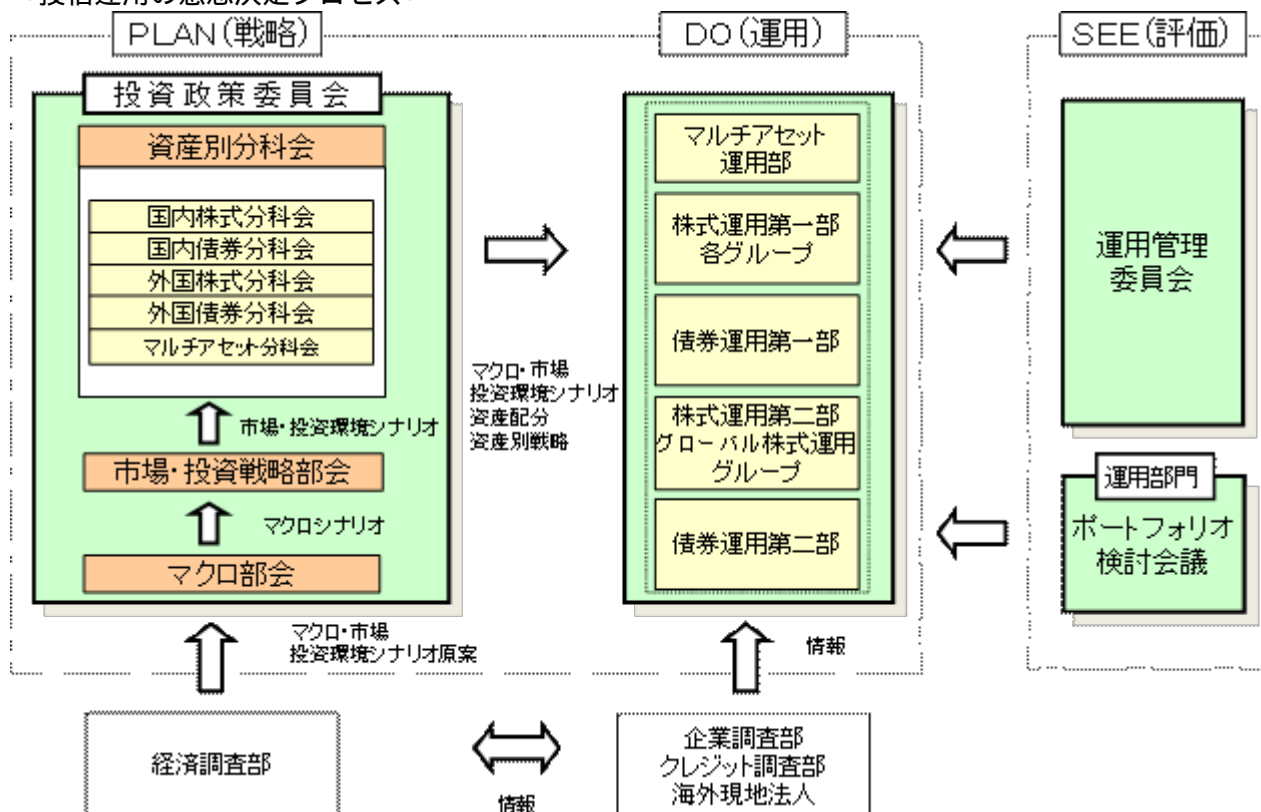 投信運用の意思決定プロセス
PLAN(戦略)
DO(運用)
SEE(評価)
投資政策委員会
資産別分科会
国内株式分科会
国内債券分科会
外国株式分科会
外国債券分科会
マルチアセット分科会
市場・投資環境シナリオ
市場・投資戦略部会
マクロシナリオ
マクロ部会
マクロ・市場
投資環境シナリオ
資産配分
資産別戦略
マルチアセット
運用部
株式運用第一部
各グループ
債券運用第一部
株式運用第二部
グローバル株式運用
グループ
債券運用第二部
運用管理
委員会
運用部門
ポートフォリオ
検討会議
マクロ・市場
投資環境シナリオ原案
情報
経済調査部
情報
企業調査部
クレジット調査部
海外現地法人